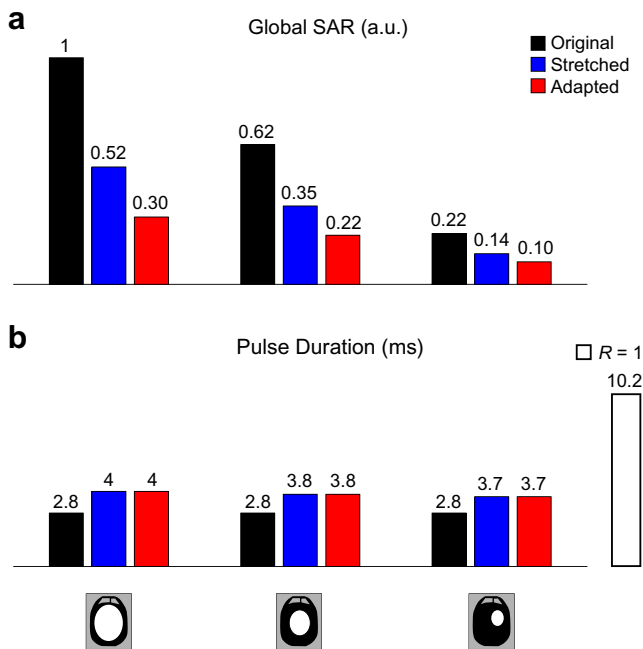 a
Global SAR (a.u.)
Original
Stretched
Adapted
1
0.52
0.30
0.62
0.35
0.22
0.22
0.14
0.10
b
Pulse Duration (ms)
R = 1
10.2
2.8
4
4
2.8
3.8
3.8
2.8
3.7
3.7